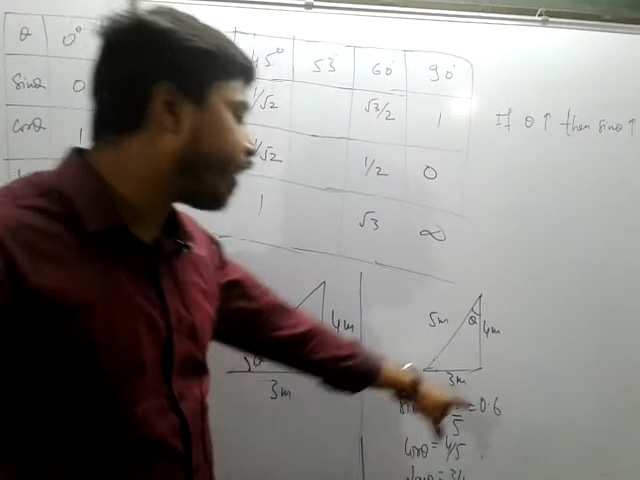 θ 0° 45° 53 60 90°
sinθ 0 1/√2 √3/2 1
cosθ 1 1/√2 1/2 0
1 √3 ∞
If θ ↑ then sinθ ↑
5m θ 4m
3m
θ 4m
3m
5 = 0.6
cosθ = 4/5